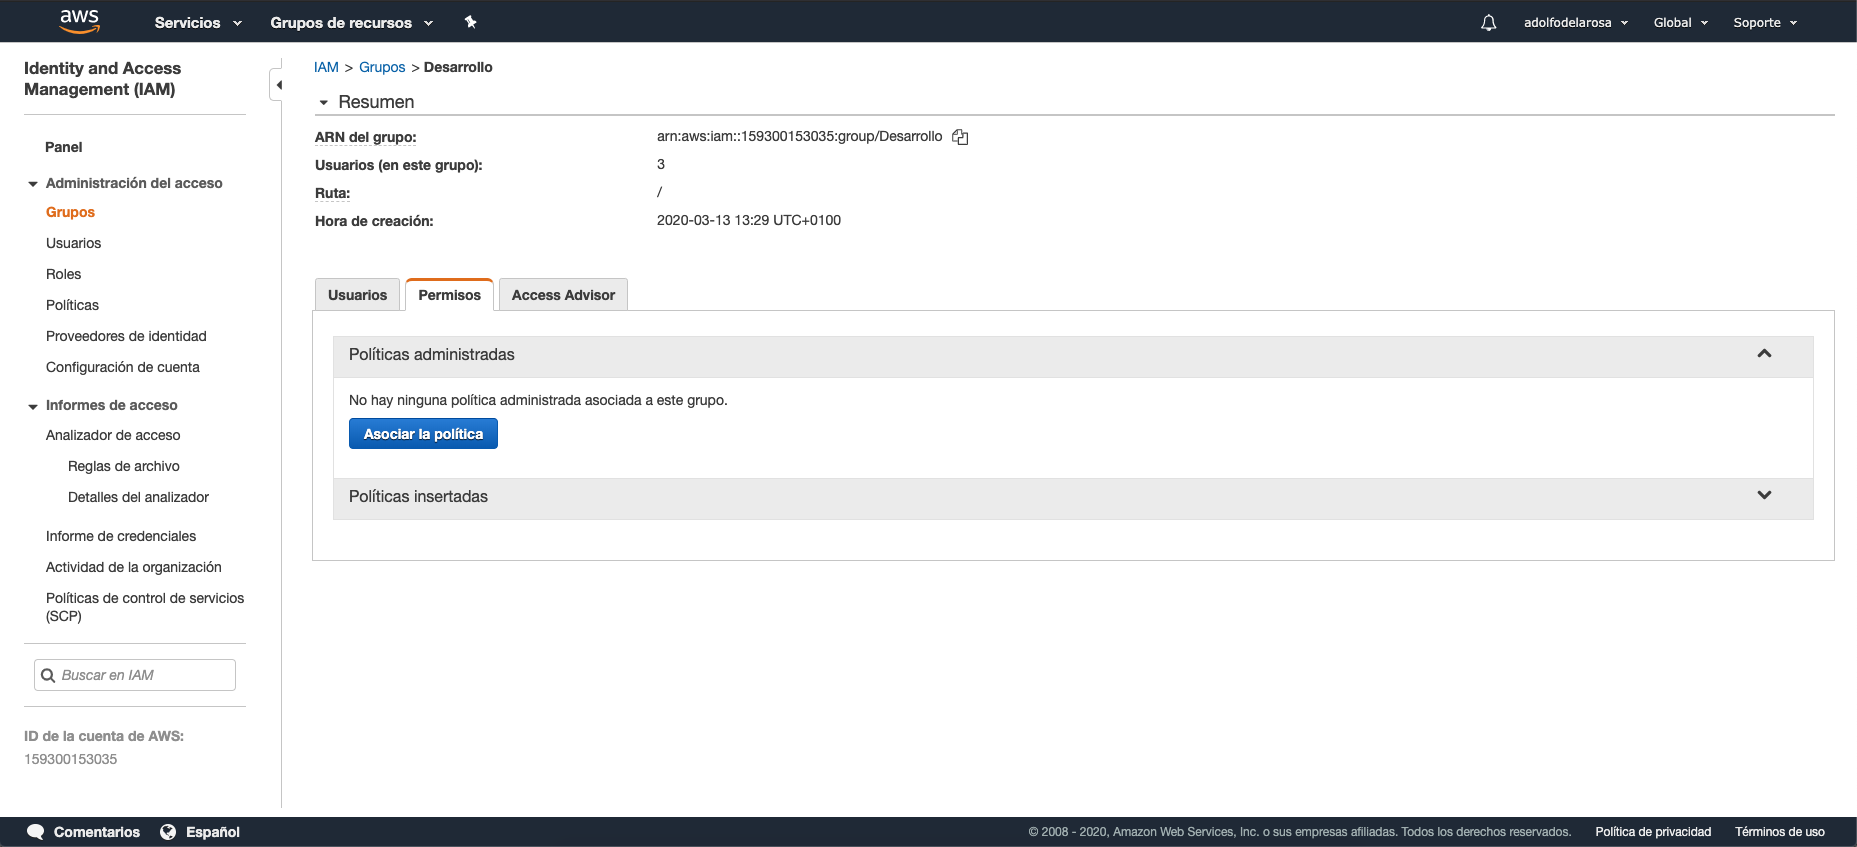 aws
Servicios
Grupos de recursos
adolfodelarosa
Global
Soporte
Identity and Access
Management (IAM)
Panel
Administración del acceso
Grupos
Usuarios
Roles
Políticas
Proveedores de identidad
Configuración de cuenta
Informes de acceso
Analizador de acceso
Reglas de archivo
Detalles del analizador
Informe de credenciales
Actividad de la organización
Políticas de control de servicios
(SCP)
Buscar en IAM
ID de la cuenta de AWS:
159300153035
IAM > Grupos > Desarrollo
Resumen
ARN del grupo: arn:aws:iam::159300153035:group/Desarrollo
Usuarios (en este grupo): 3
Ruta: /
Hora de creación: 2020-03-13 13:29 UTC+0100
Usuarios
Permisos
Access Advisor
Políticas administradas
No hay ninguna política administrada asociada a este grupo.
Asociar la política
Políticas insertadas
Comentarios
Español
© 2008 - 2020, Amazon Web Services, Inc. o sus empresas afiliadas. Todos los derechos reservados.
Política de privacidad
Términos de uso